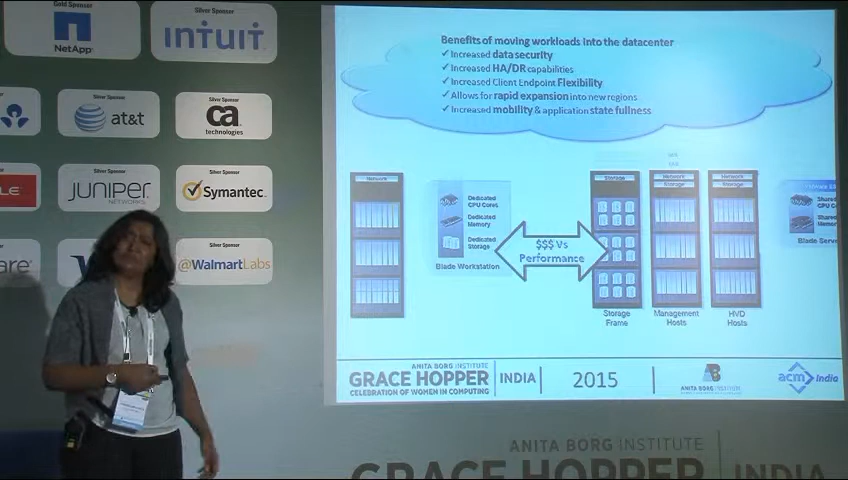 Gold Sponsor
NetApp
Silver Sponsor
intuit
Silver Sponsor
at&t
Silver Sponsor
ca
technologies
Silver Sponsor
JUNIPER
NETWORKS
Silver Sponsor
Symantec.
Silver Sponsor
@WalmartLabs
Benefits of moving workloads into the datacenter
✓ Increased data security
✓ Increased HA/DR capabilities
✓ Increased Client Endpoint Flexibility
✓ Allows for rapid expansion into new regions
✓ Increased mobility & application state fullness
Network
Dedicated
CPU Cores
Dedicated
Memory
Dedicated
Storage
Blade Workstation
$$$ Vs
Performance
Storage
Storage
Frame
Network
Storage
Management
Hosts
Network
Storage
HVD
Hosts
Shared
Shared
Memory
ANITA BORG INSTITUTE
GRACE HOPPER
CELEBRATION OF WOMEN IN COMPUTING
INDIA
2015
ANITA BORG INSTITUTE
acm India
ANITA BORG INSTITUTE
GRACE HOPPER INDIA